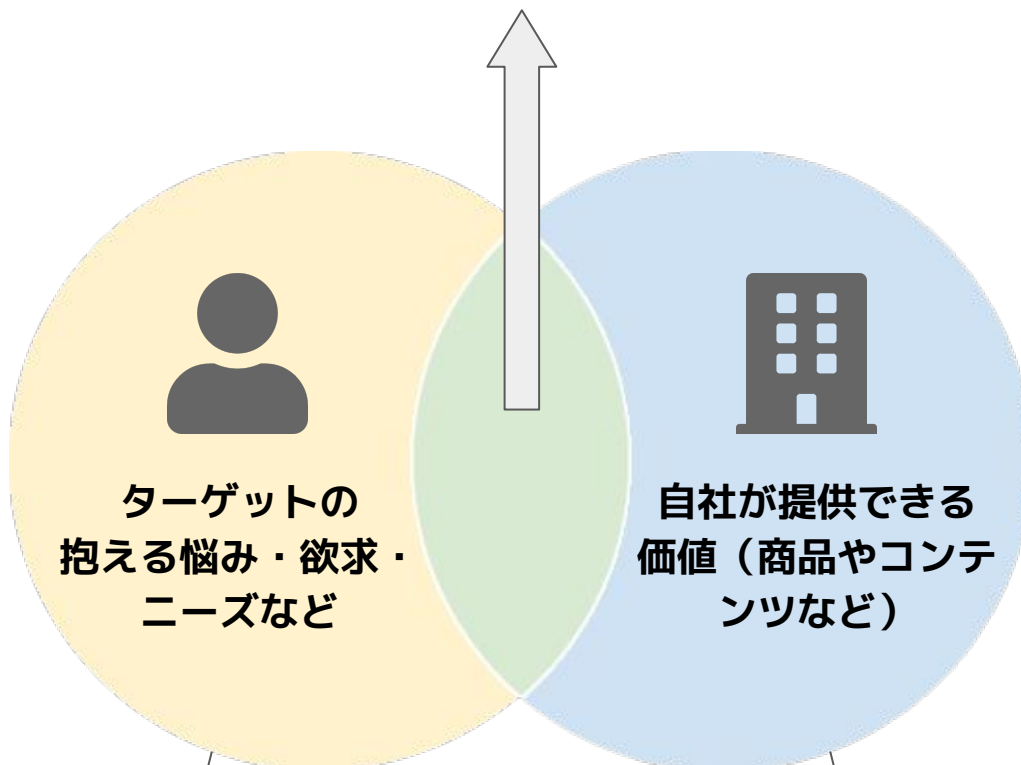 ターゲットの
抱える悩み・欲求・
ニーズなど
自社が提供できる
価値（商品やコンテ
ンツなど）